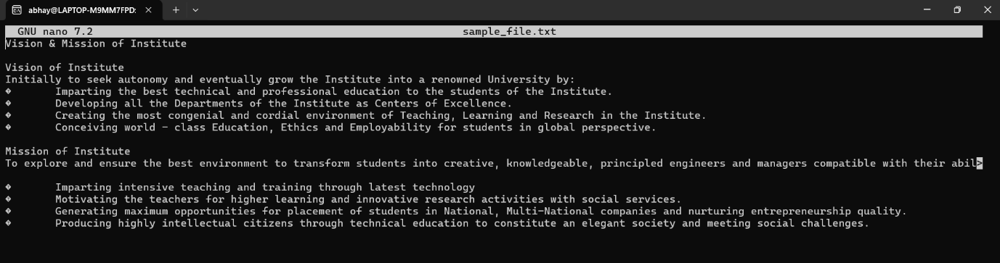 abhay@LAPTOP-M9MM7FPD:
GNU nano 7.2 sample_file.txt
Vision & Mission of Institute
Vision of Institute
Initially to seek autonomy and eventually grow the Institute into a renowned University by:
� Imparting the best technical and professional education to the students of the Institute.
� Developing all the Departments of the Institute as Centers of Excellence.
� Creating the most congenial and cordial environment of Teaching, Learning and Research in the Institute.
� Conceiving world - class Education, Ethics and Employability for students in global perspective.
Mission of Institute
To explore and ensure the best environment to transform students into creative, knowledgeable, principled engineers and managers compatible with their abil>
� Imparting intensive teaching and training through latest technology
� Motivating the teachers for higher learning and innovative research activities with social services.
� Generating maximum opportunities for placement of students in National, Multi-National companies and nurturing entrepreneurship quality.
� Producing highly intellectual citizens through technical education to constitute an elegant society and meeting social challenges.